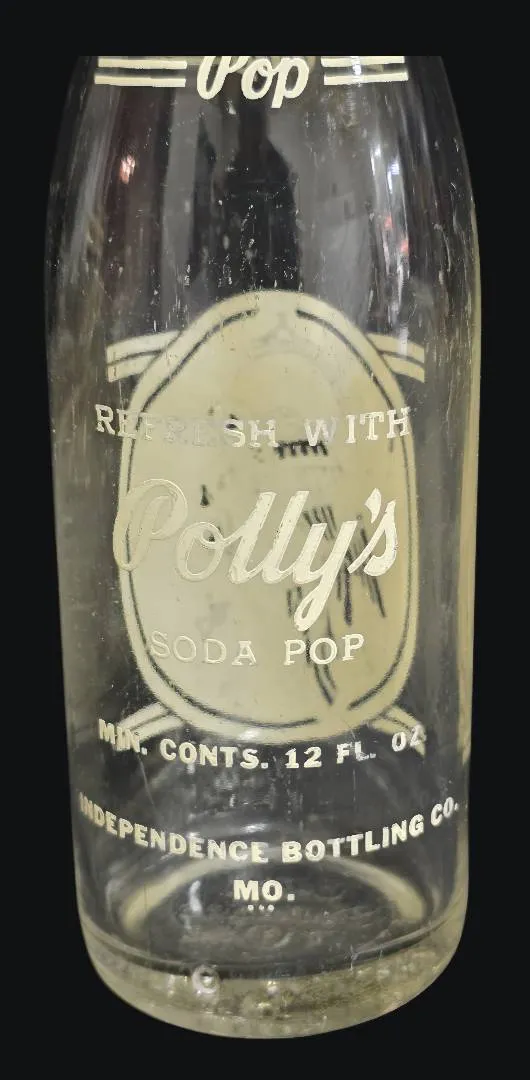 Pop
REFRESH WITH
Polly's
SODA POP
MIN. CONTS. 12 FL. OZ.
INDEPENDENCE BOTTLING CO.
MO.